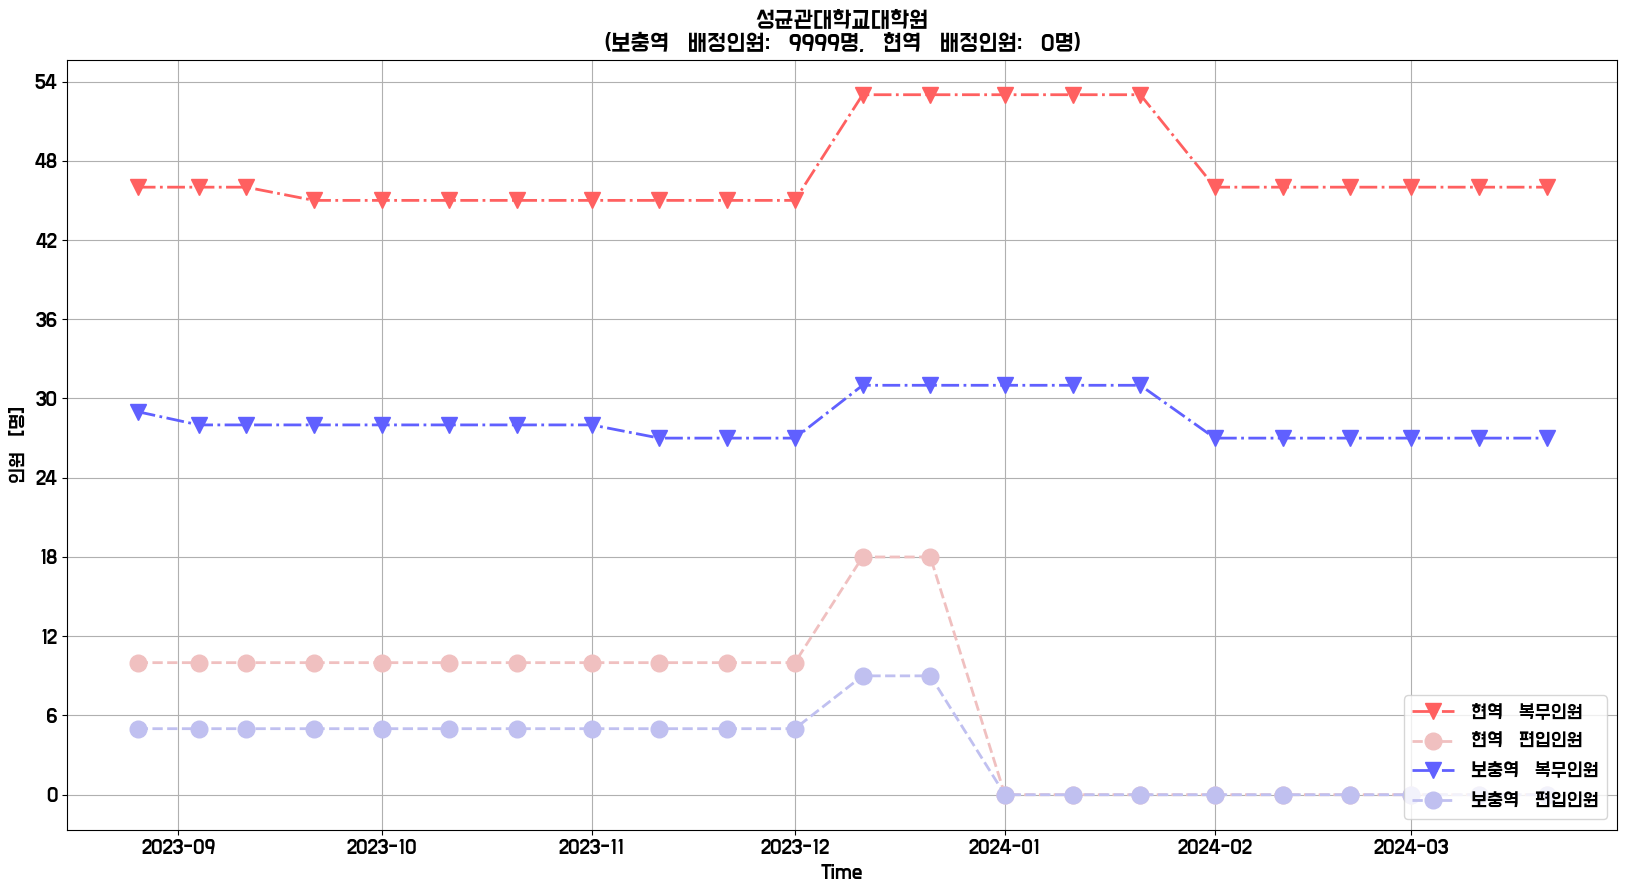 성균관대학교대학원
(보충역 배정인원: 9999명, 현역 배정인원: 0명)
54
48
42
36
30
24
18
12
6
0
인원 [명]
2023-09
2023-10
2023-11
2023-12
2024-01
2024-02
2024-03
Time
현역 복무인원
현역 편입인원
보충역 복무인원
보충역 편입인원